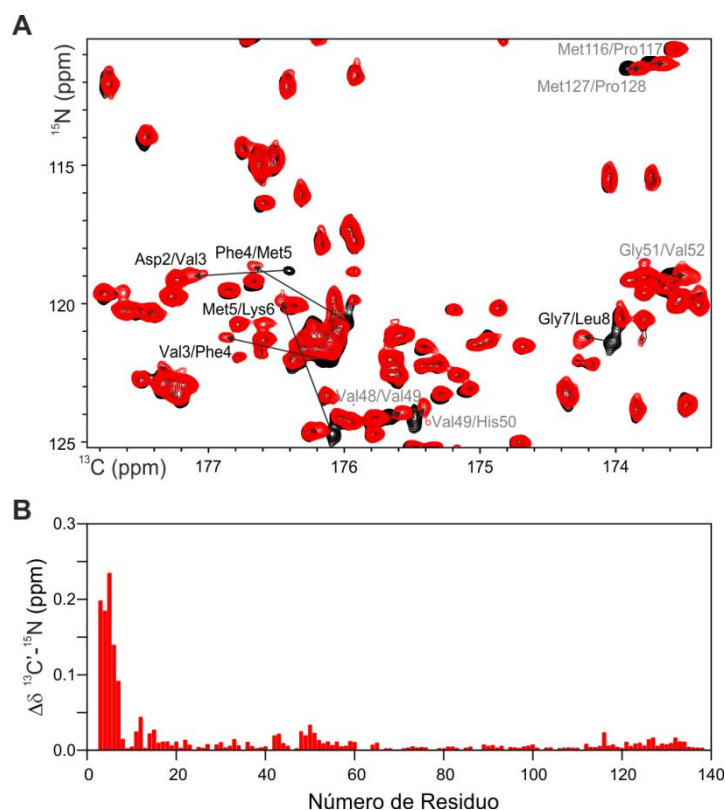 A
¹⁵N (ppm)
115
120
125
Met116/Pro117
Met127/Pro128
Asp2/Val3
Phe4/Met5
Gly51/Val52
Met5/Lys6
Gly7/Leu8
Val3/Phe4
Val48/Val49
Val49/His50
¹³C (ppm)
177
176
175
174
B
Δδ ¹³C'-¹⁵N (ppm)
0.3
0.2
0.1
0.0
0
20
40
60
80
100
120
140
Número de Residuo